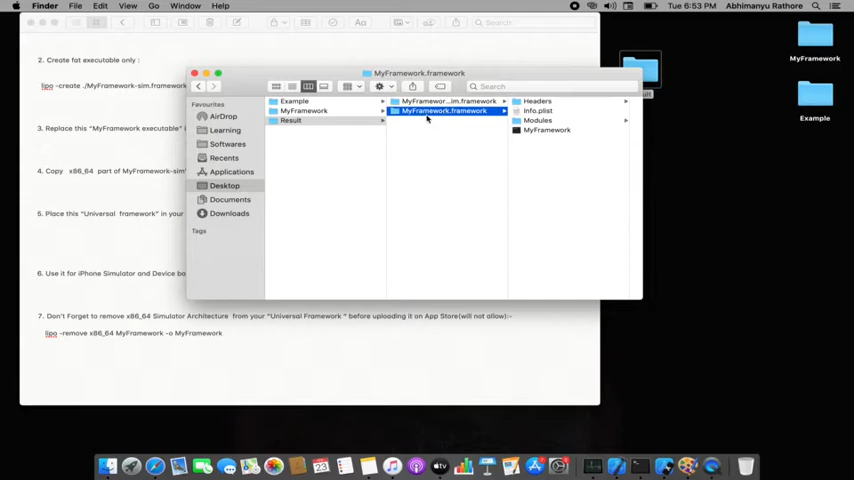 Finder File Edit View Go Window Help
Tue 6:53 PM Abhimanyu Rathore
Search
2. Create fat executable only :
lipo -create ./MyFramework-sim.framework
3. Replace this "MyFramework executable" i
4. Copy x86_64 part of MyFramework-sim'
5. Place this "Universal framework" in your
6. Use it for iPhone Simulator and Device bo
7. Don't Forget to remove x86_64 Simulator Architecture from your "Universal Framework " before uploading it on App Store(will not allow):-
lipo -remove x86_64 MyFramework -o MyFramework
MyFramework.framework
Search
Favourites
AirDrop
Learning
Softwares
Recents
Applications
Desktop
Documents
Downloads
Tags
Example
MyFramework
Result
MyFramewor...im.framework
MyFramework.framework
Headers
Info.plist
Modules
MyFramework
MyFramework
Example
23